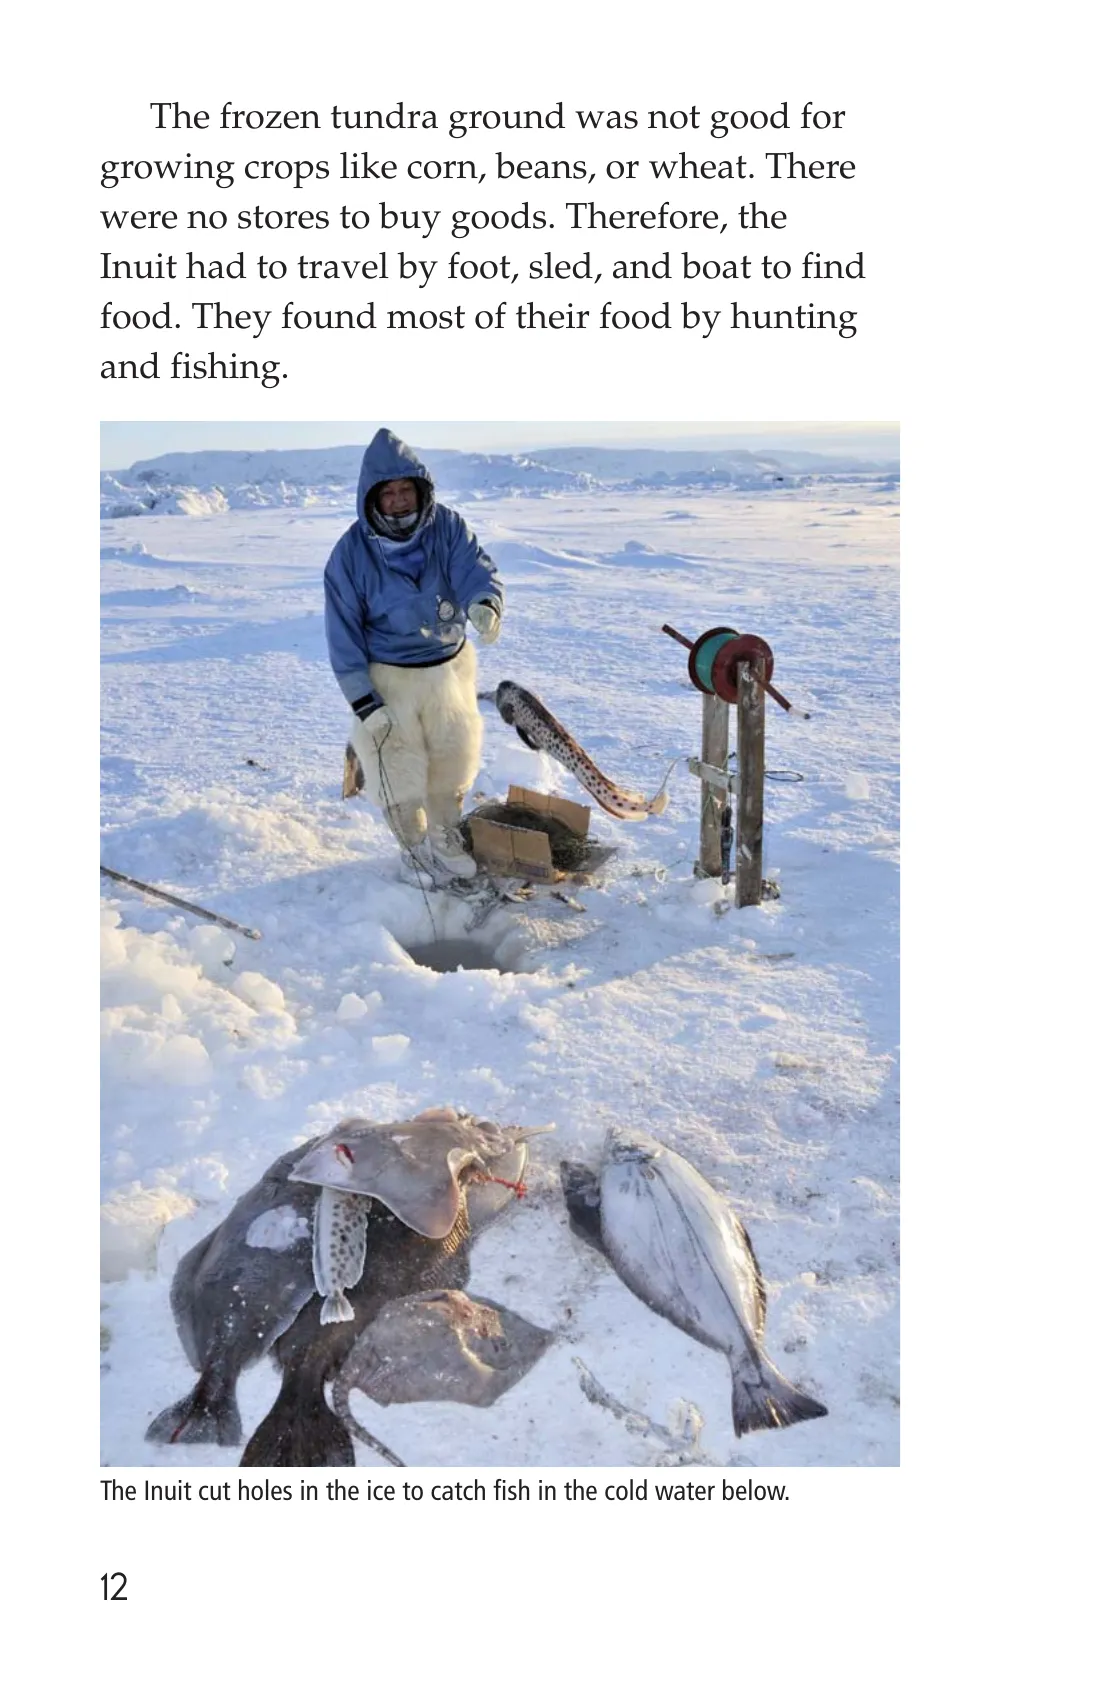 The frozen tundra ground was not good for
growing crops like corn, beans, or wheat. There
were no stores to buy goods. Therefore, the
Inuit had to travel by foot, sled, and boat to find
food. They found most of their food by hunting
and fishing.
The Inuit cut holes in the ice to catch fish in the cold water below.
12